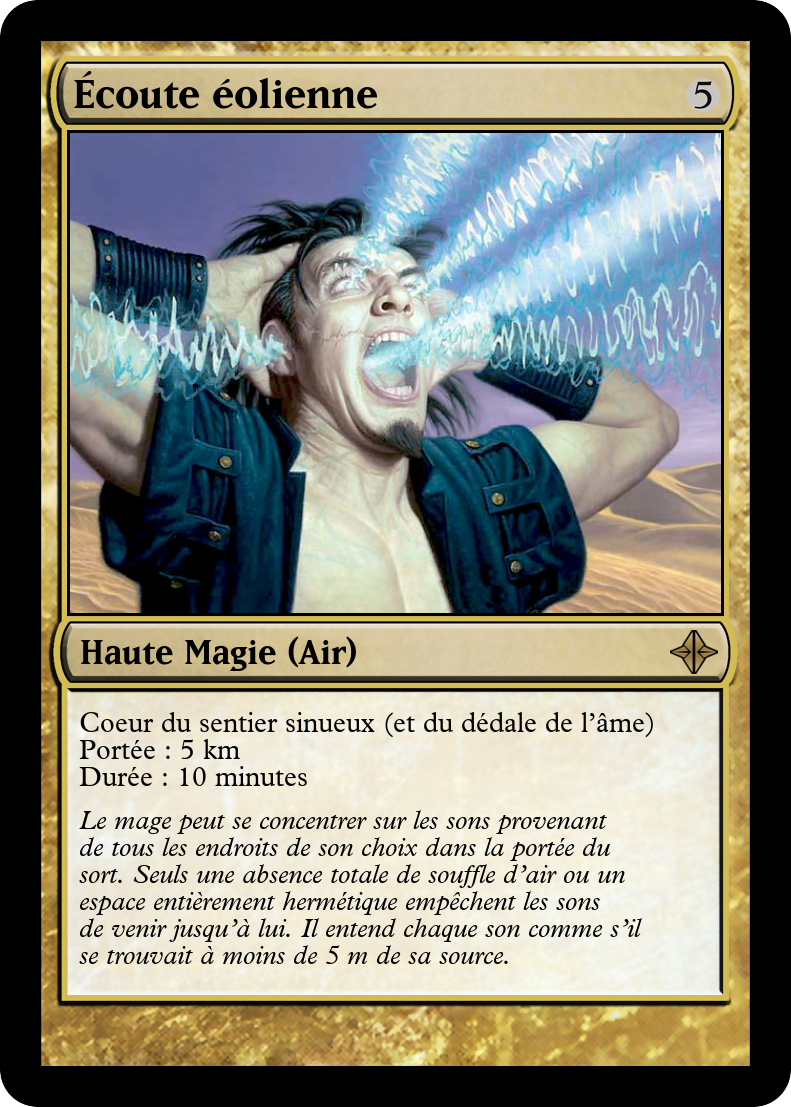 Écoute éolienne
5
Haute Magie (Air)
Coeur du sentier sinueux (et du dédale de l'âme)
Portée : 5 km
Durée : 10 minutes
Le mage peut se concentrer sur les sons provenant
de tous les endroits de son choix dans la portée du
sort. Seuls une absence totale de souffle d'air ou un
espace entièrement hermétique empêchent les sons
de venir jusqu'à lui. Il entend chaque son comme s'il
se trouvait à moins de 5 m de sa source.